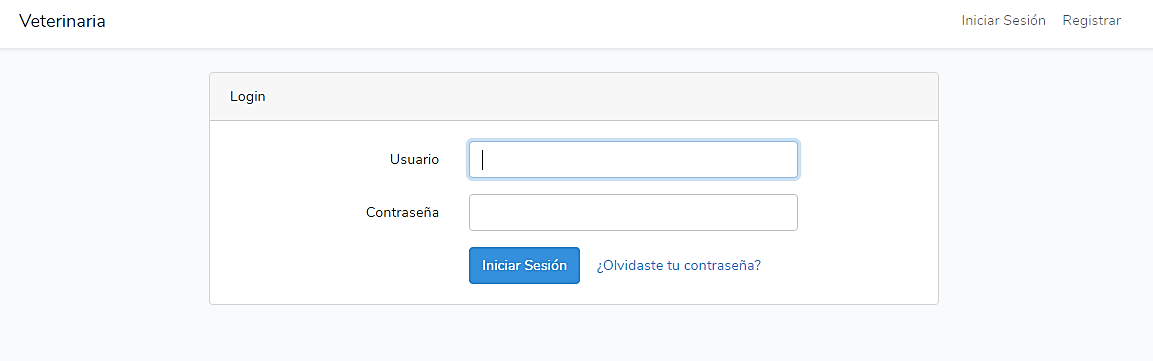 Veterinaria Iniciar Sesión Registrar
Login
Usuario
Contraseña
Iniciar Sesión ¿Olvidaste tu contraseña?